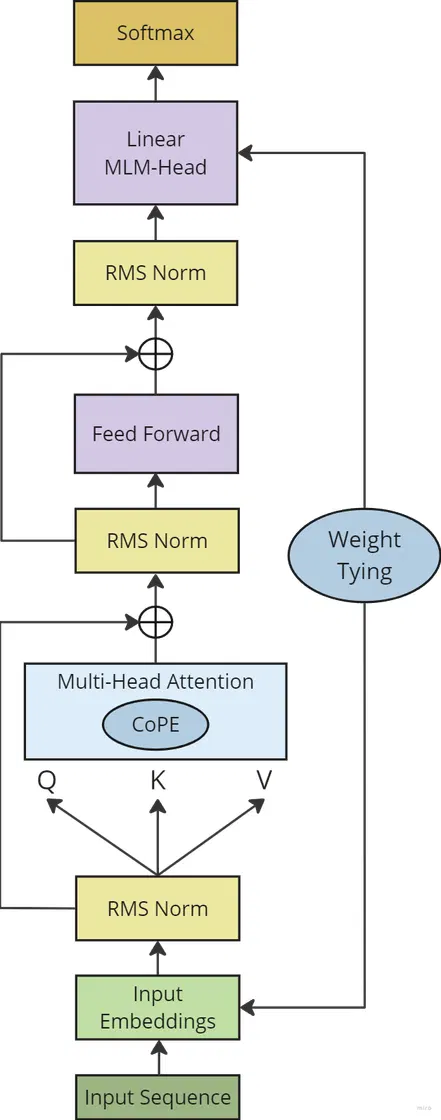 Softmax
Linear
MLM-Head
RMS Norm
Feed Forward
RMS Norm
Weight
Tying
Multi-Head Attention
CoPE
Q K V
RMS Norm
Input
Embeddings
Input Sequence